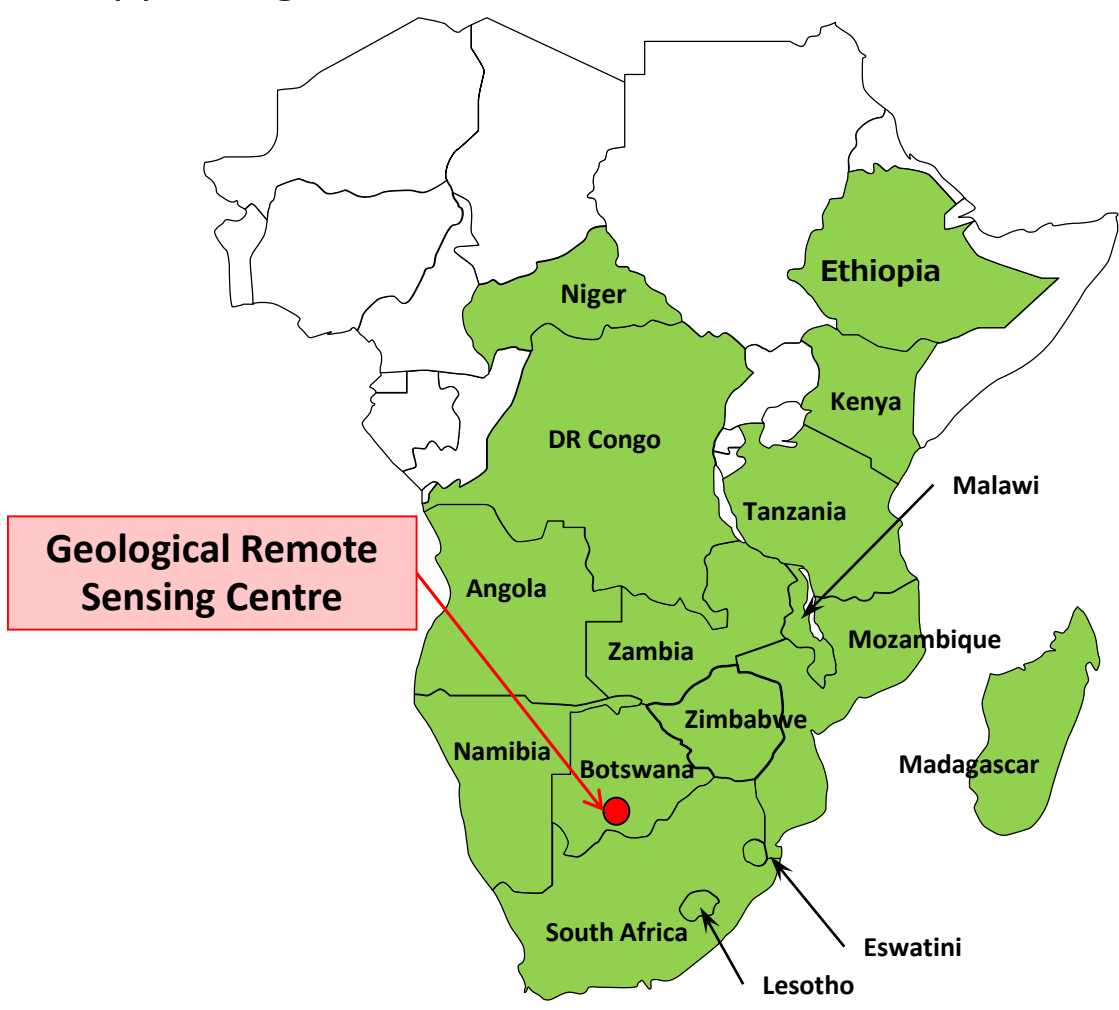 Ethiopia
Niger
Kenya
DR Congo
Malawi
Tanzania
Geological Remote
Sensing Centre
Angola
Mozambique
Zambia
Zimbabwe
Namibia
Botswana
Madagascar
South Africa
Eswatini
Lesotho